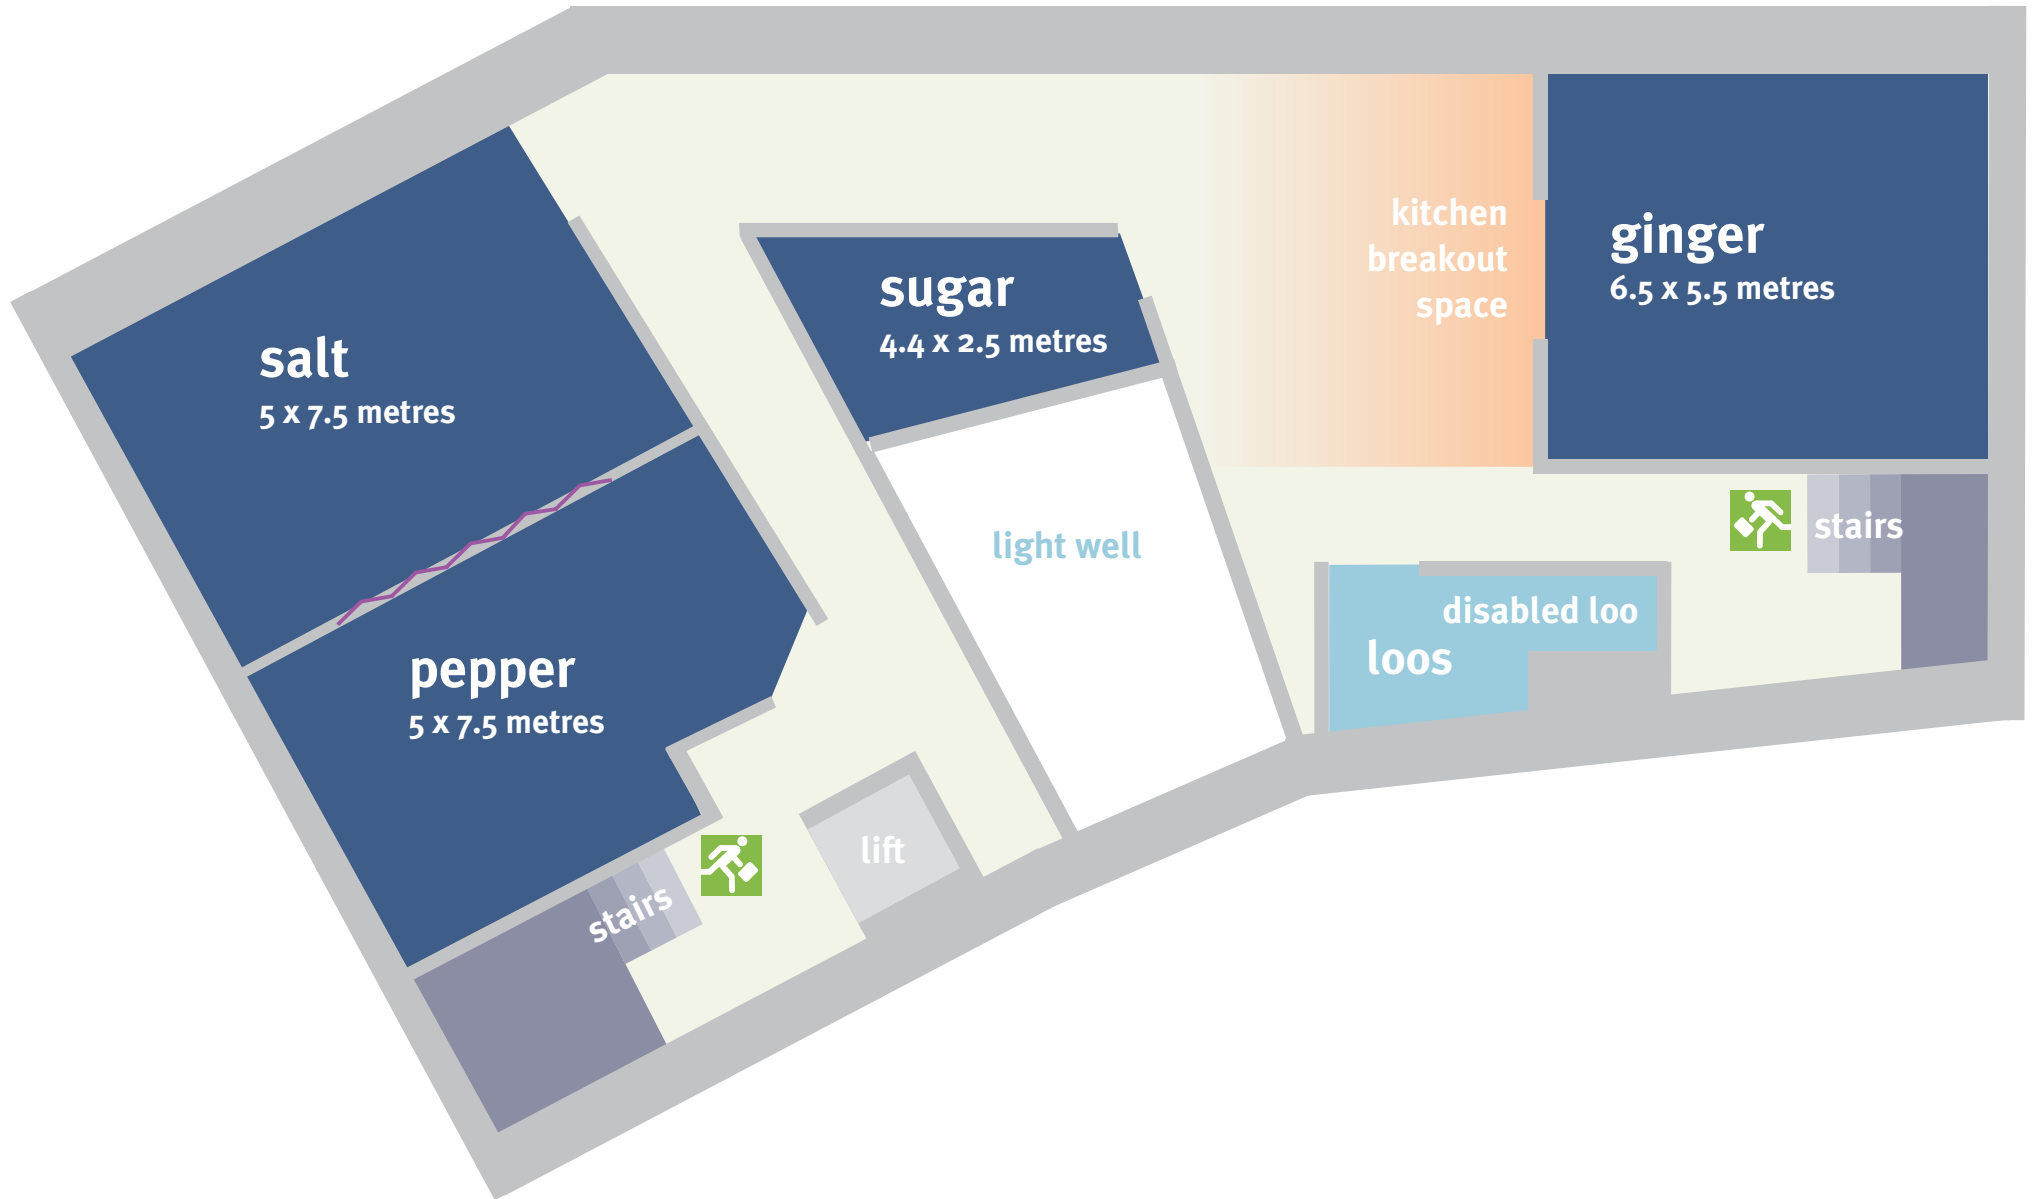 salt
5 x 7.5 metres
pepper
5 x 7.5 metres
sugar
4.4 x 2.5 metres
kitchen
breakout
space
ginger
6.5 x 5.5 metres
light well
stairs
disabled loo
loos
lift
stairs